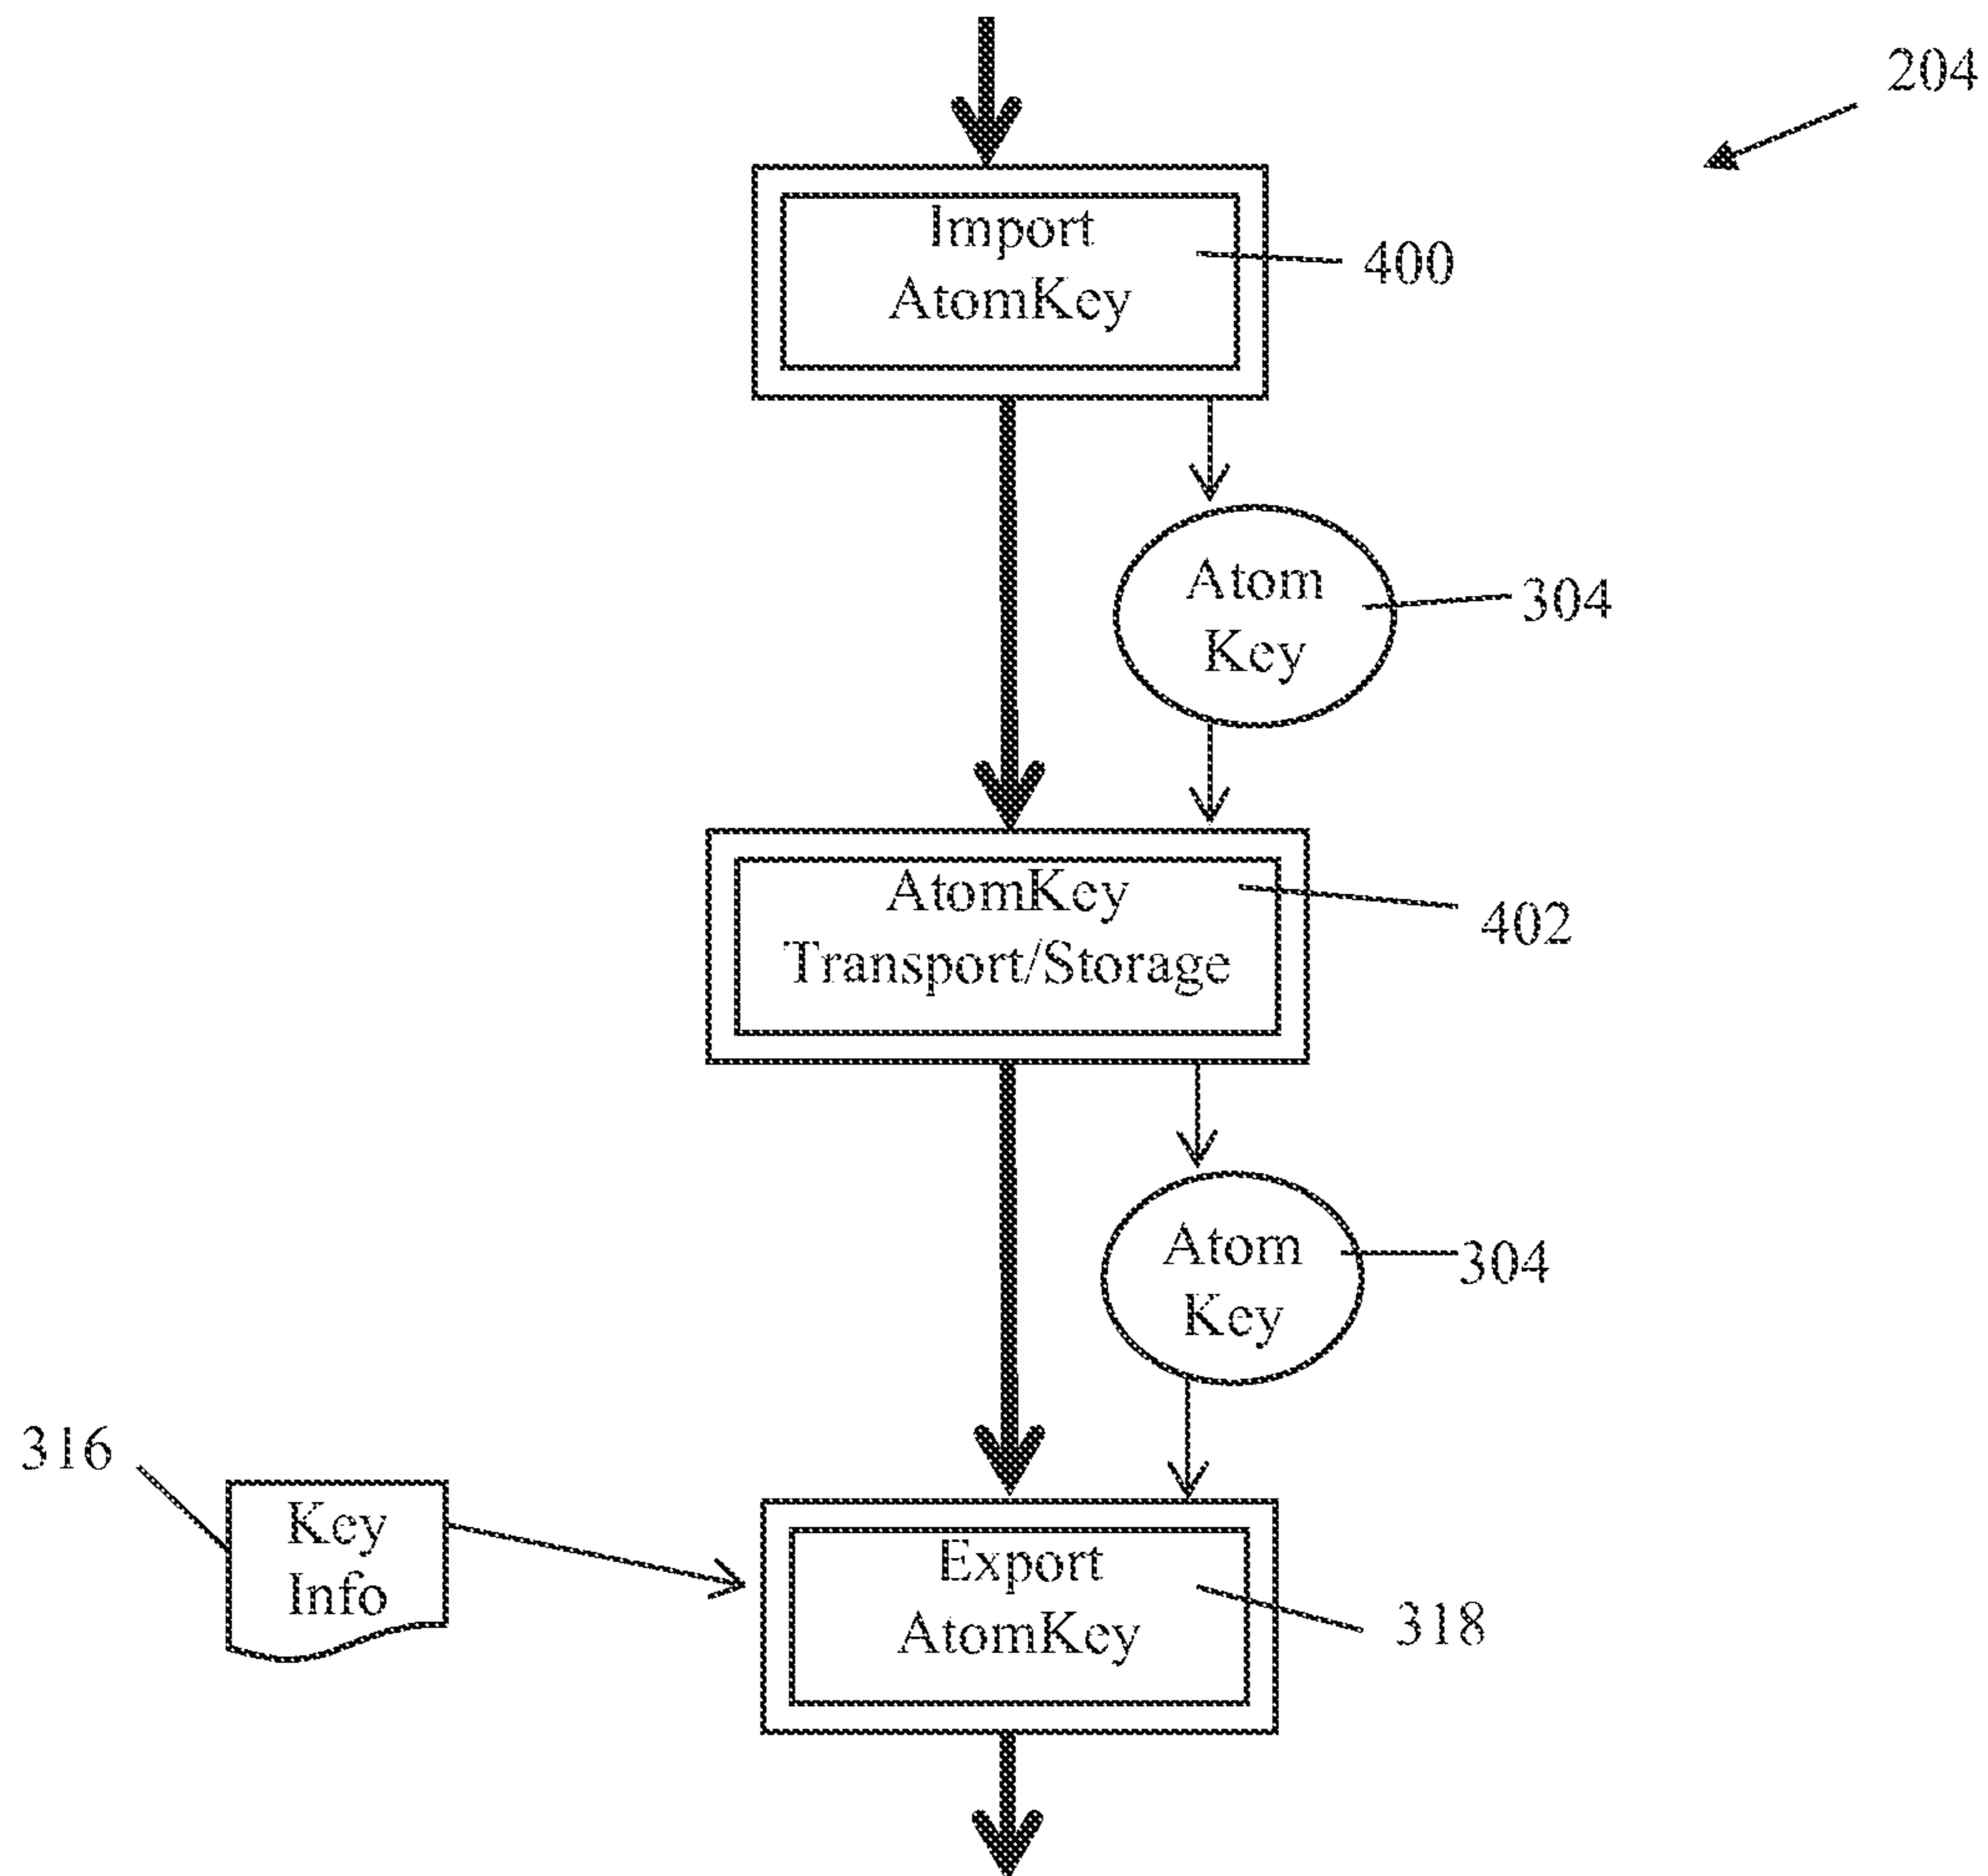 204
Import
AtomKey
400
Atom
Key
304
AtomKey
Transport/Storage
402
Atom
Key
304
316
Key
Info
Export
AtomKey
318